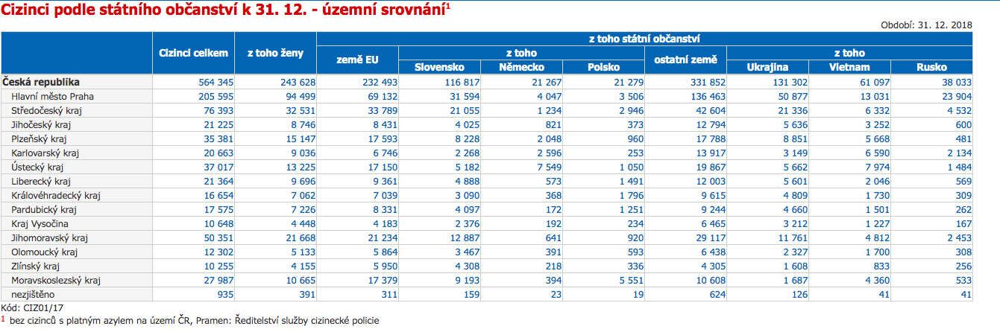 Cizinci podle státního občanství k 31. 12. - územní srovnání1
Období: 31. 12. 2018
z toho státní občanství
Cizinci celkem z toho ženy země EU z toho ostatní země z toho
Slovensko Německo Polsko Ukrajina Vietnam Rusko
Česká republika 564 345 243 628 232 493 116 817 21 267 21 279 331 852 131 302 61 097 38 033
Hlavní město Praha 205 595 94 499 69 132 31 594 4 047 3 506 136 463 50 877 13 031 23 904
Středočeský kraj 76 393 32 531 33 789 21 055 1 234 2 946 42 604 21 336 6 332 4 532
Jihočeský kraj 21 225 8 746 8 431 4 025 821 373 12 794 5 636 3 252 600
Plzeňský kraj 35 381 15 147 17 593 8 228 2 048 960 17 788 8 851 5 668 481
Karlovarský kraj 20 663 9 036 6 746 2 268 2 596 253 13 917 3 149 6 590 2 134
Ústecký kraj 37 017 13 225 17 150 5 182 7 549 1 050 19 867 5 662 7 974 1 484
Liberecký kraj 21 364 9 696 9 361 4 888 573 1 491 12 003 5 601 2 046 569
Královéhradecký kraj 16 654 7 062 7 039 3 090 368 1 796 9 615 4 809 1 730 309
Pardubický kraj 17 575 7 226 8 331 4 097 172 1 251 9 244 4 660 1 501 262
Kraj Vysočina 10 648 4 448 4 183 2 376 192 234 6 465 3 212 1 227 167
Jihomoravský kraj 50 351 21 668 21 234 12 887 641 920 29 117 11 761 4 812 2 453
Olomoucký kraj 12 302 5 133 5 864 3 467 391 593 6 438 2 327 1 700 308
Zlínský kraj 10 255 4 155 5 950 4 308 218 336 4 305 1 608 833 256
Moravskoslezský kraj 27 987 10 665 17 379 9 193 394 5 551 10 608 1 687 4 360 533
nezjištěno 935 391 311 159 23 19 624 126 41 41
Kód: CIZ01/17
1 bez cizinců s platným azylem na území ČR, Pramen: Ředitelství služby cizinecké policie